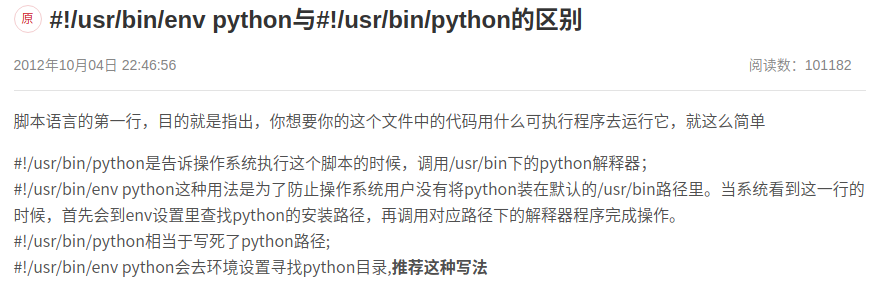 原 #!/usr/bin/env python与#!/usr/bin/python的区别
2012年10月04日 22:46:56 阅读数：101182
脚本语言的第一行，目的就是指出，你想要你的这个文件中的代码用什么可执行程序去运行它，就这么简单
#!/usr/bin/python是告诉操作系统执行这个脚本的时候，调用/usr/bin下的python解释器；
#!/usr/bin/env python这种用法是为了防止操作系统用户没有将python装在默认的/usr/bin路径里。当系统看到这一行的
时候，首先会到env设置里查找python的安装路径，再调用对应路径下的解释器程序完成操作。
#!/usr/bin/python相当于写死了python路径;
#!/usr/bin/env python会去环境设置寻找python目录,推荐这种写法